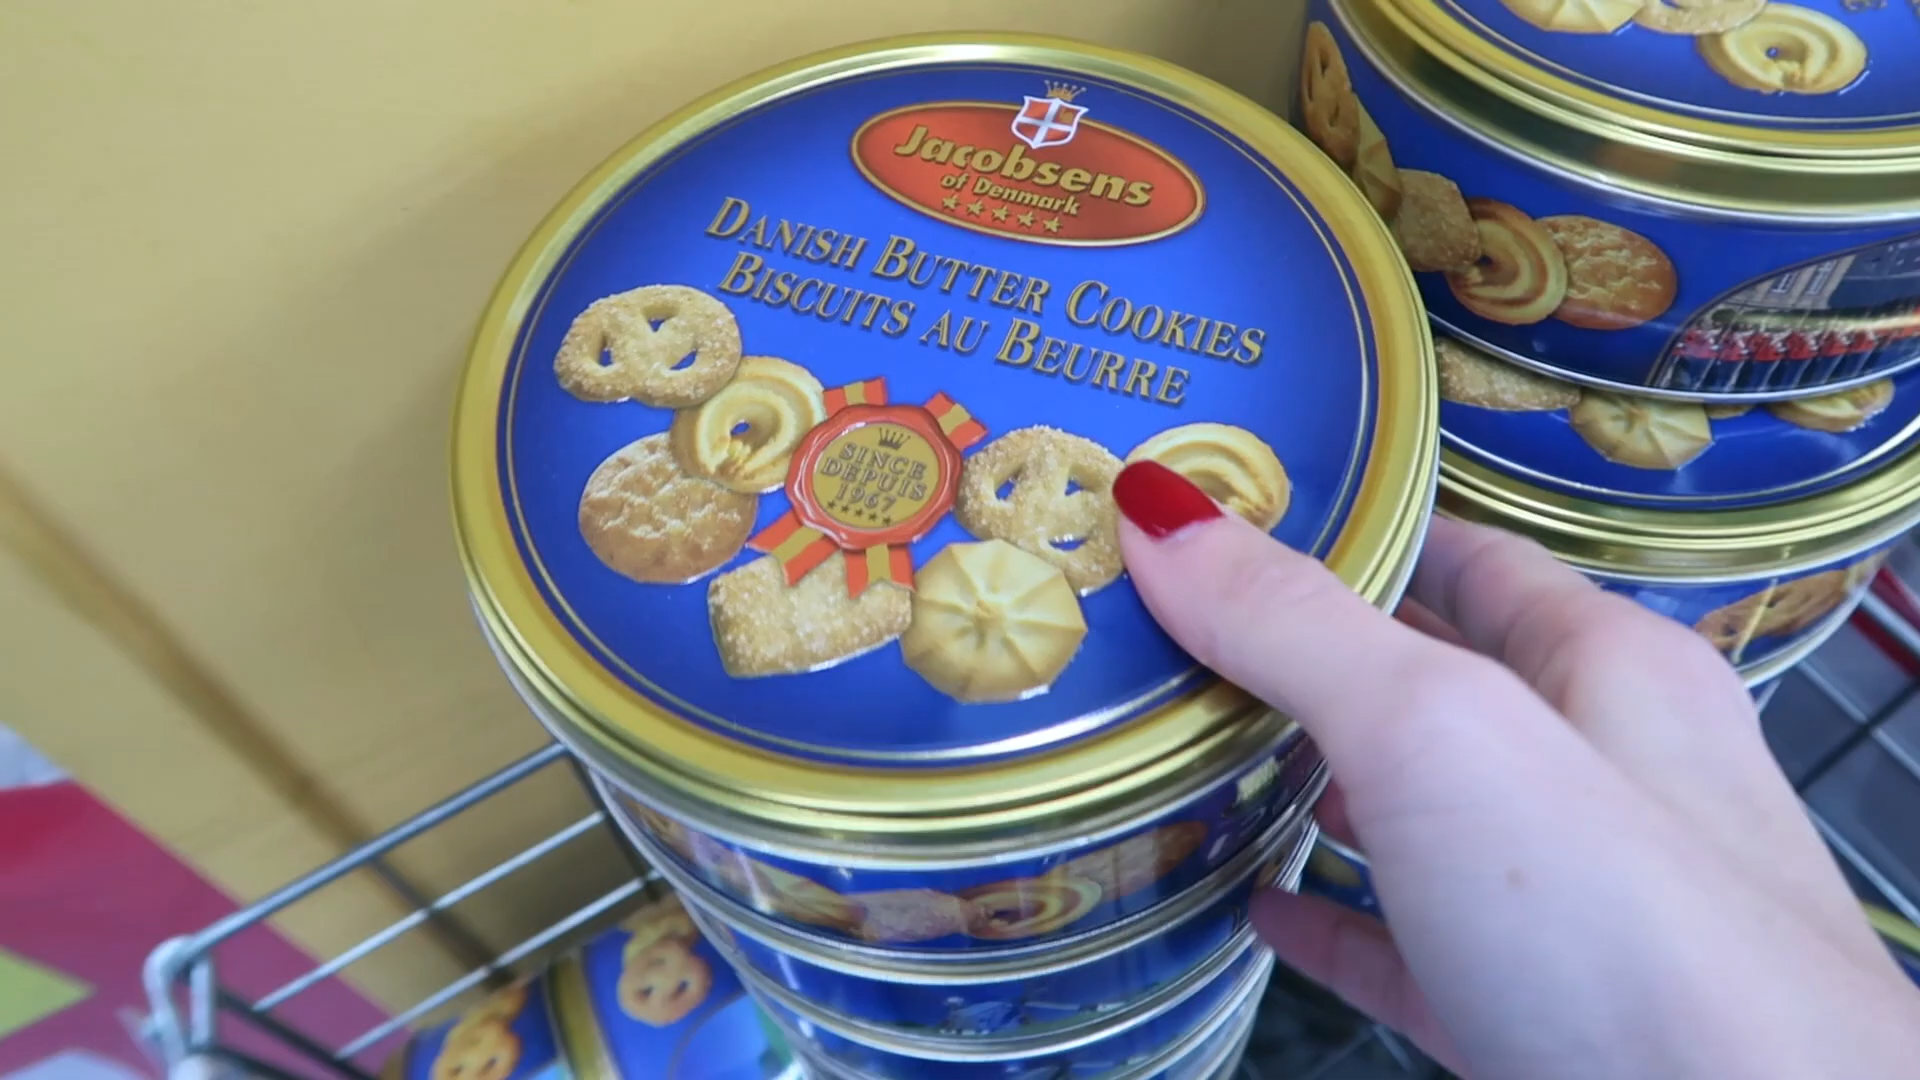 Jacobsens
of Denmark
DANISH BUTTER COOKIES
BISCUITS AU BEURRE
SINCE
DEPUIS
1967